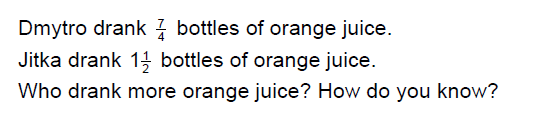 Dmytro drank 7/4 bottles of orange juice.
Jitka drank 1 1/2 bottles of orange juice.
Who drank more orange juice? How do you know?